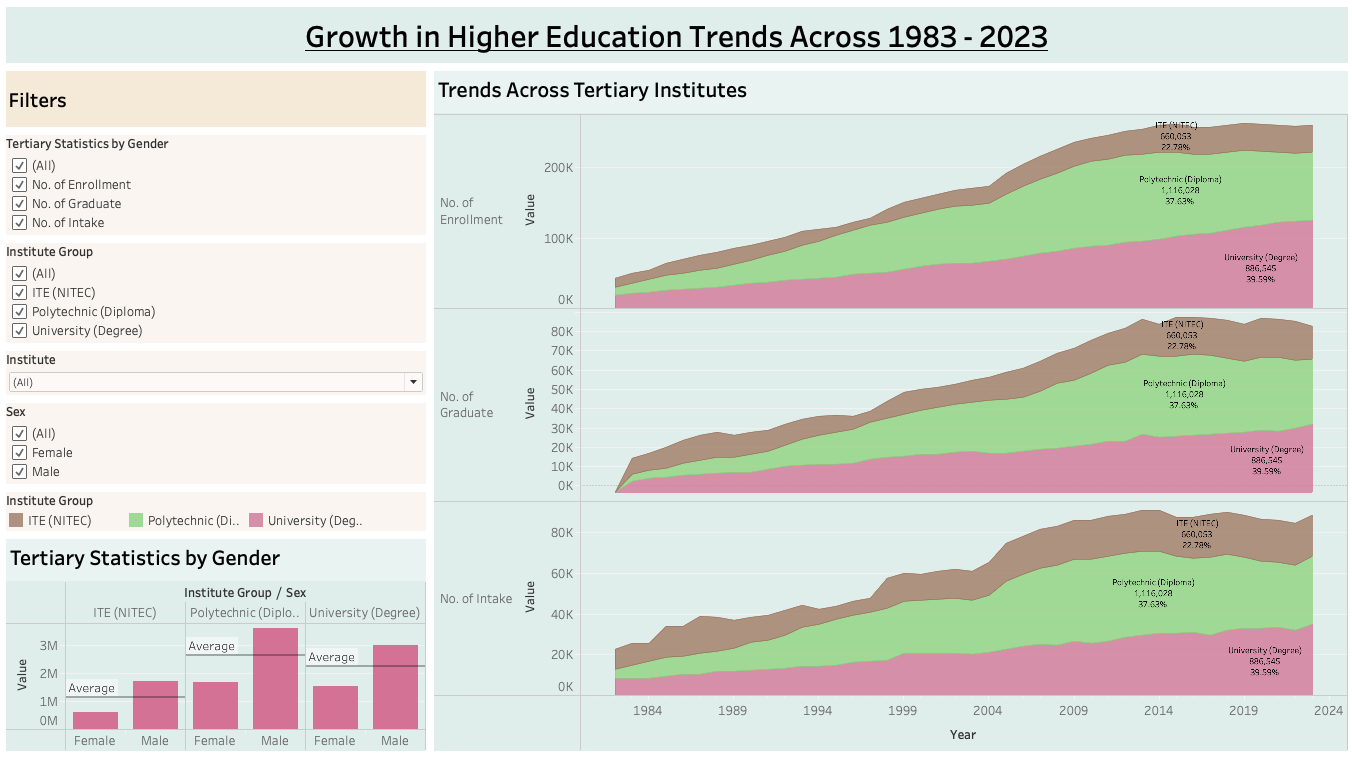 Growth in Higher Education Trends Across 1983 - 2023
Filters
Tertiary Statistics by Gender
(All)
No. of Enrollment
No. of Graduate
No. of Intake
Institute Group
(All)
ITE (NITEC)
Polytechnic (Diploma)
University (Degree)
Institute
(All)
Sex
(All)
Female
Male
Institute Group
ITE (NITEC)
Polytechnic (Di..
University (Deg..
Tertiary Statistics by Gender
Institute Group / Sex
ITE (NITEC)
Polytechnic (Diplo..
University (Degree)
Value
3M
2M
1M
0M
Average
Average
Average
Female
Male
Female
Male
Female
Male
Trends Across Tertiary Institutes
No. of
Enrollment
Value
200K
100K
0K
ITE (NITEC)
660,053
22.78%
Polytechnic (Diploma)
1,116,028
37.63%
University (Degree)
886,545
39.59%
No. of
Graduate
Value
80K
70K
60K
50K
40K
30K
20K
10K
0K
ITE (NITEC)
660,053
22.78%
Polytechnic (Diploma)
1,116,028
37.63%
University (Degree)
886,545
39.59%
No. of Intake
Value
80K
60K
40K
20K
0K
ITE (NITEC)
660,053
22.78%
Polytechnic (Diploma)
1,116,028
37.63%
University (Degree)
886,545
39.59%
1984
1989
1994
1999
2004
2009
2014
2019
2024
Year